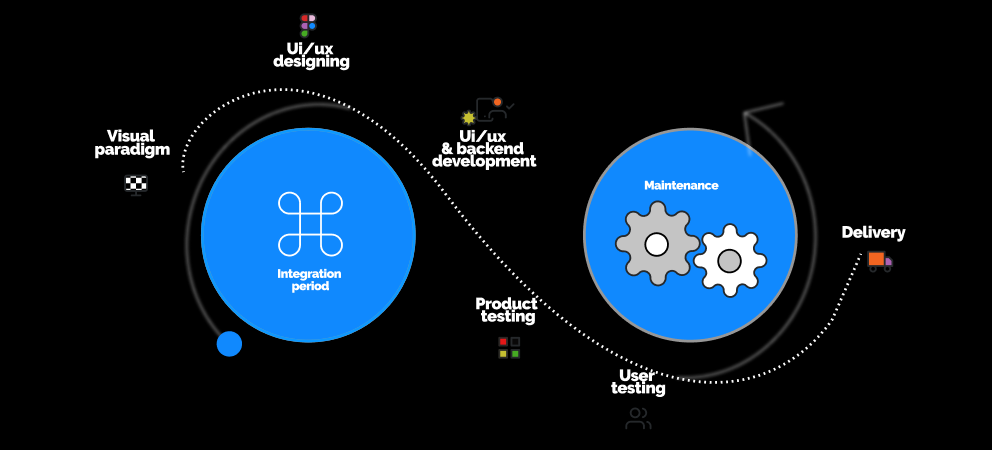 Ui/ux
designing
Visual
paradigm
Ui/ux
& backend
development
Integration
period
Maintenance
Delivery
Product
testing
User
testing